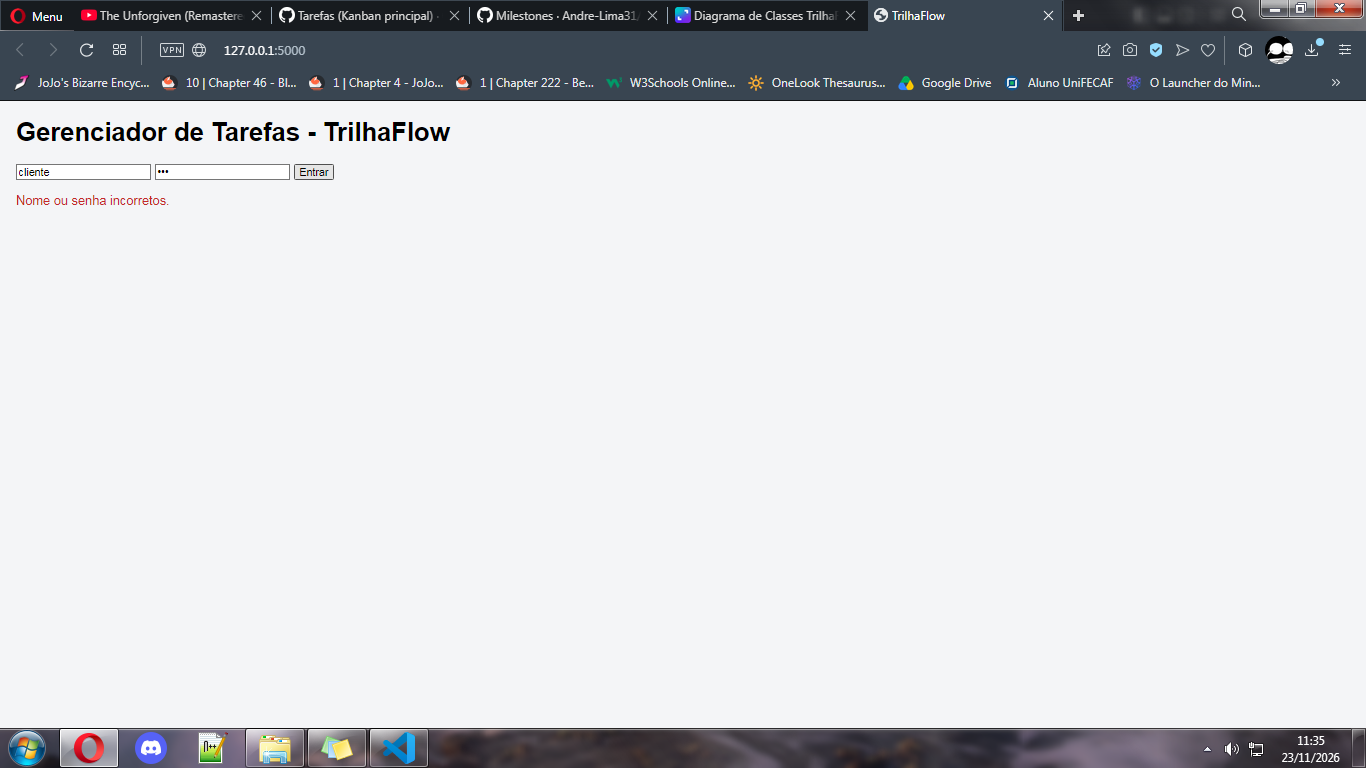 Menu
The Unforgiven (Remastere
Tarefas (Kanban principal) ·
Milestones · Andre-Lima31/
Diagrama de Classes Trilhaf
TrilhaFlow
VPN
127.0.0.1:5000
JoJo's Bizarre Encyc...
10 | Chapter 46 - Bl...
1 | Chapter 4 - JoJo...
1 | Chapter 222 - Be...
W3Schools Online...
OneLook Thesaurus...
Google Drive
Aluno UniFECAF
O Launcher do Min...
Gerenciador de Tarefas - TrilhaFlow
cliente
•••
Entrar
Nome ou senha incorretos.
11:35
23/11/2026